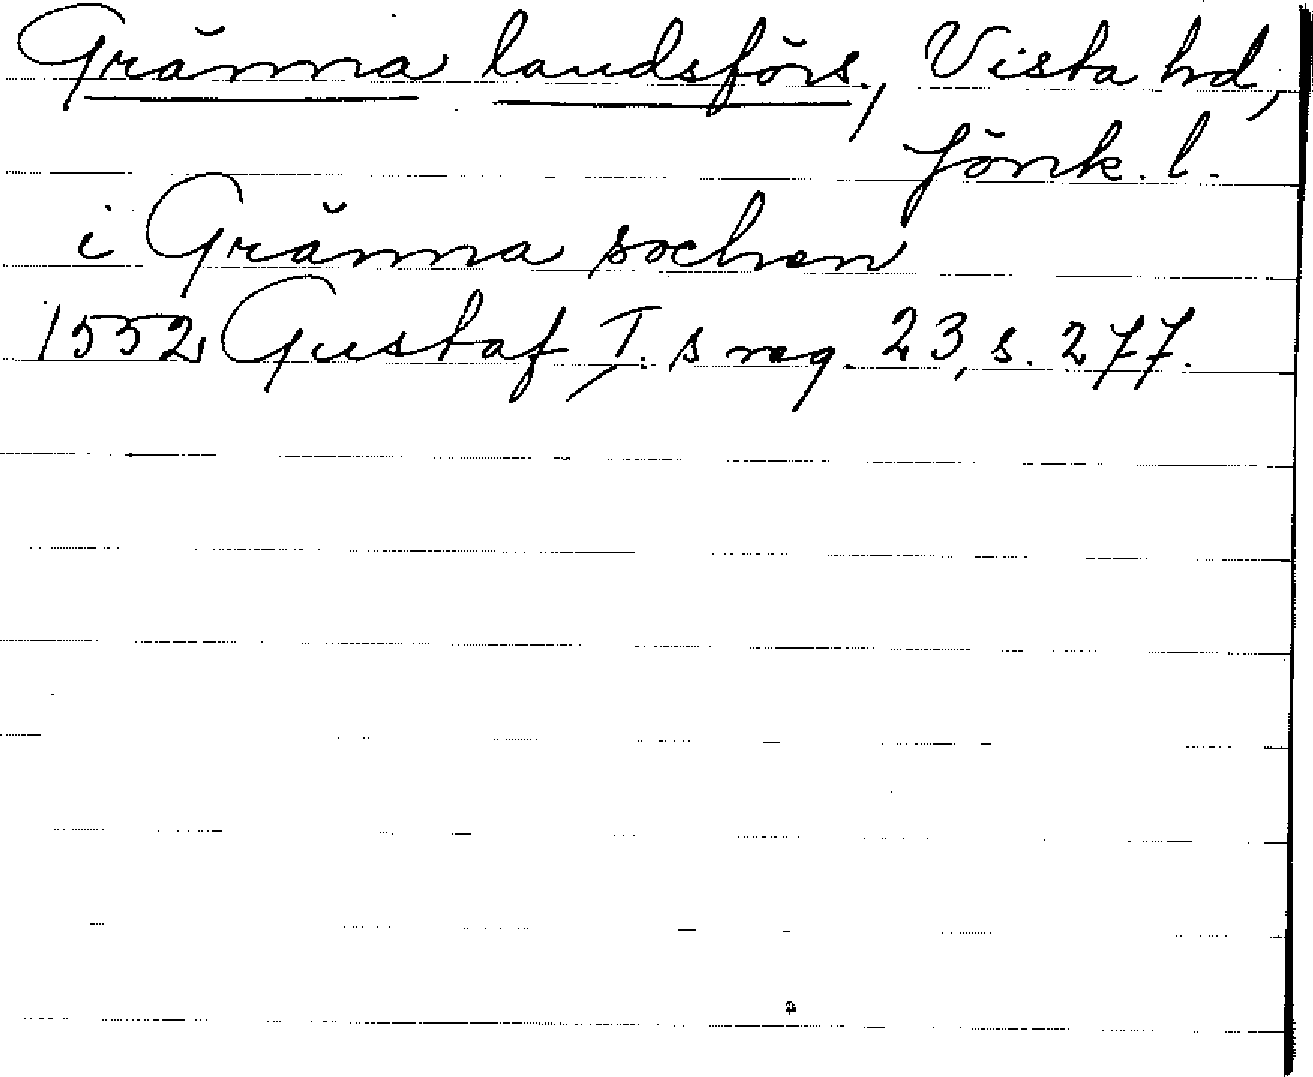 Gränna landsförs., Vista hd,
Jönk. l.
i Gränna sochen
1552 Gustaf I. s reg. 23, s. 277.